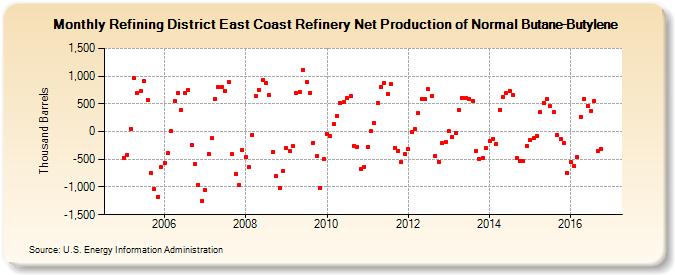 Monthly Refining District East Coast Refinery Net Production of Normal Butane-Butylene
Thousand Barrels
1,500
1,000
500
0
-500
-1,000
-1,500
2006 2008 2010 2012 2014 2016
Source: U.S. Energy Information Administration